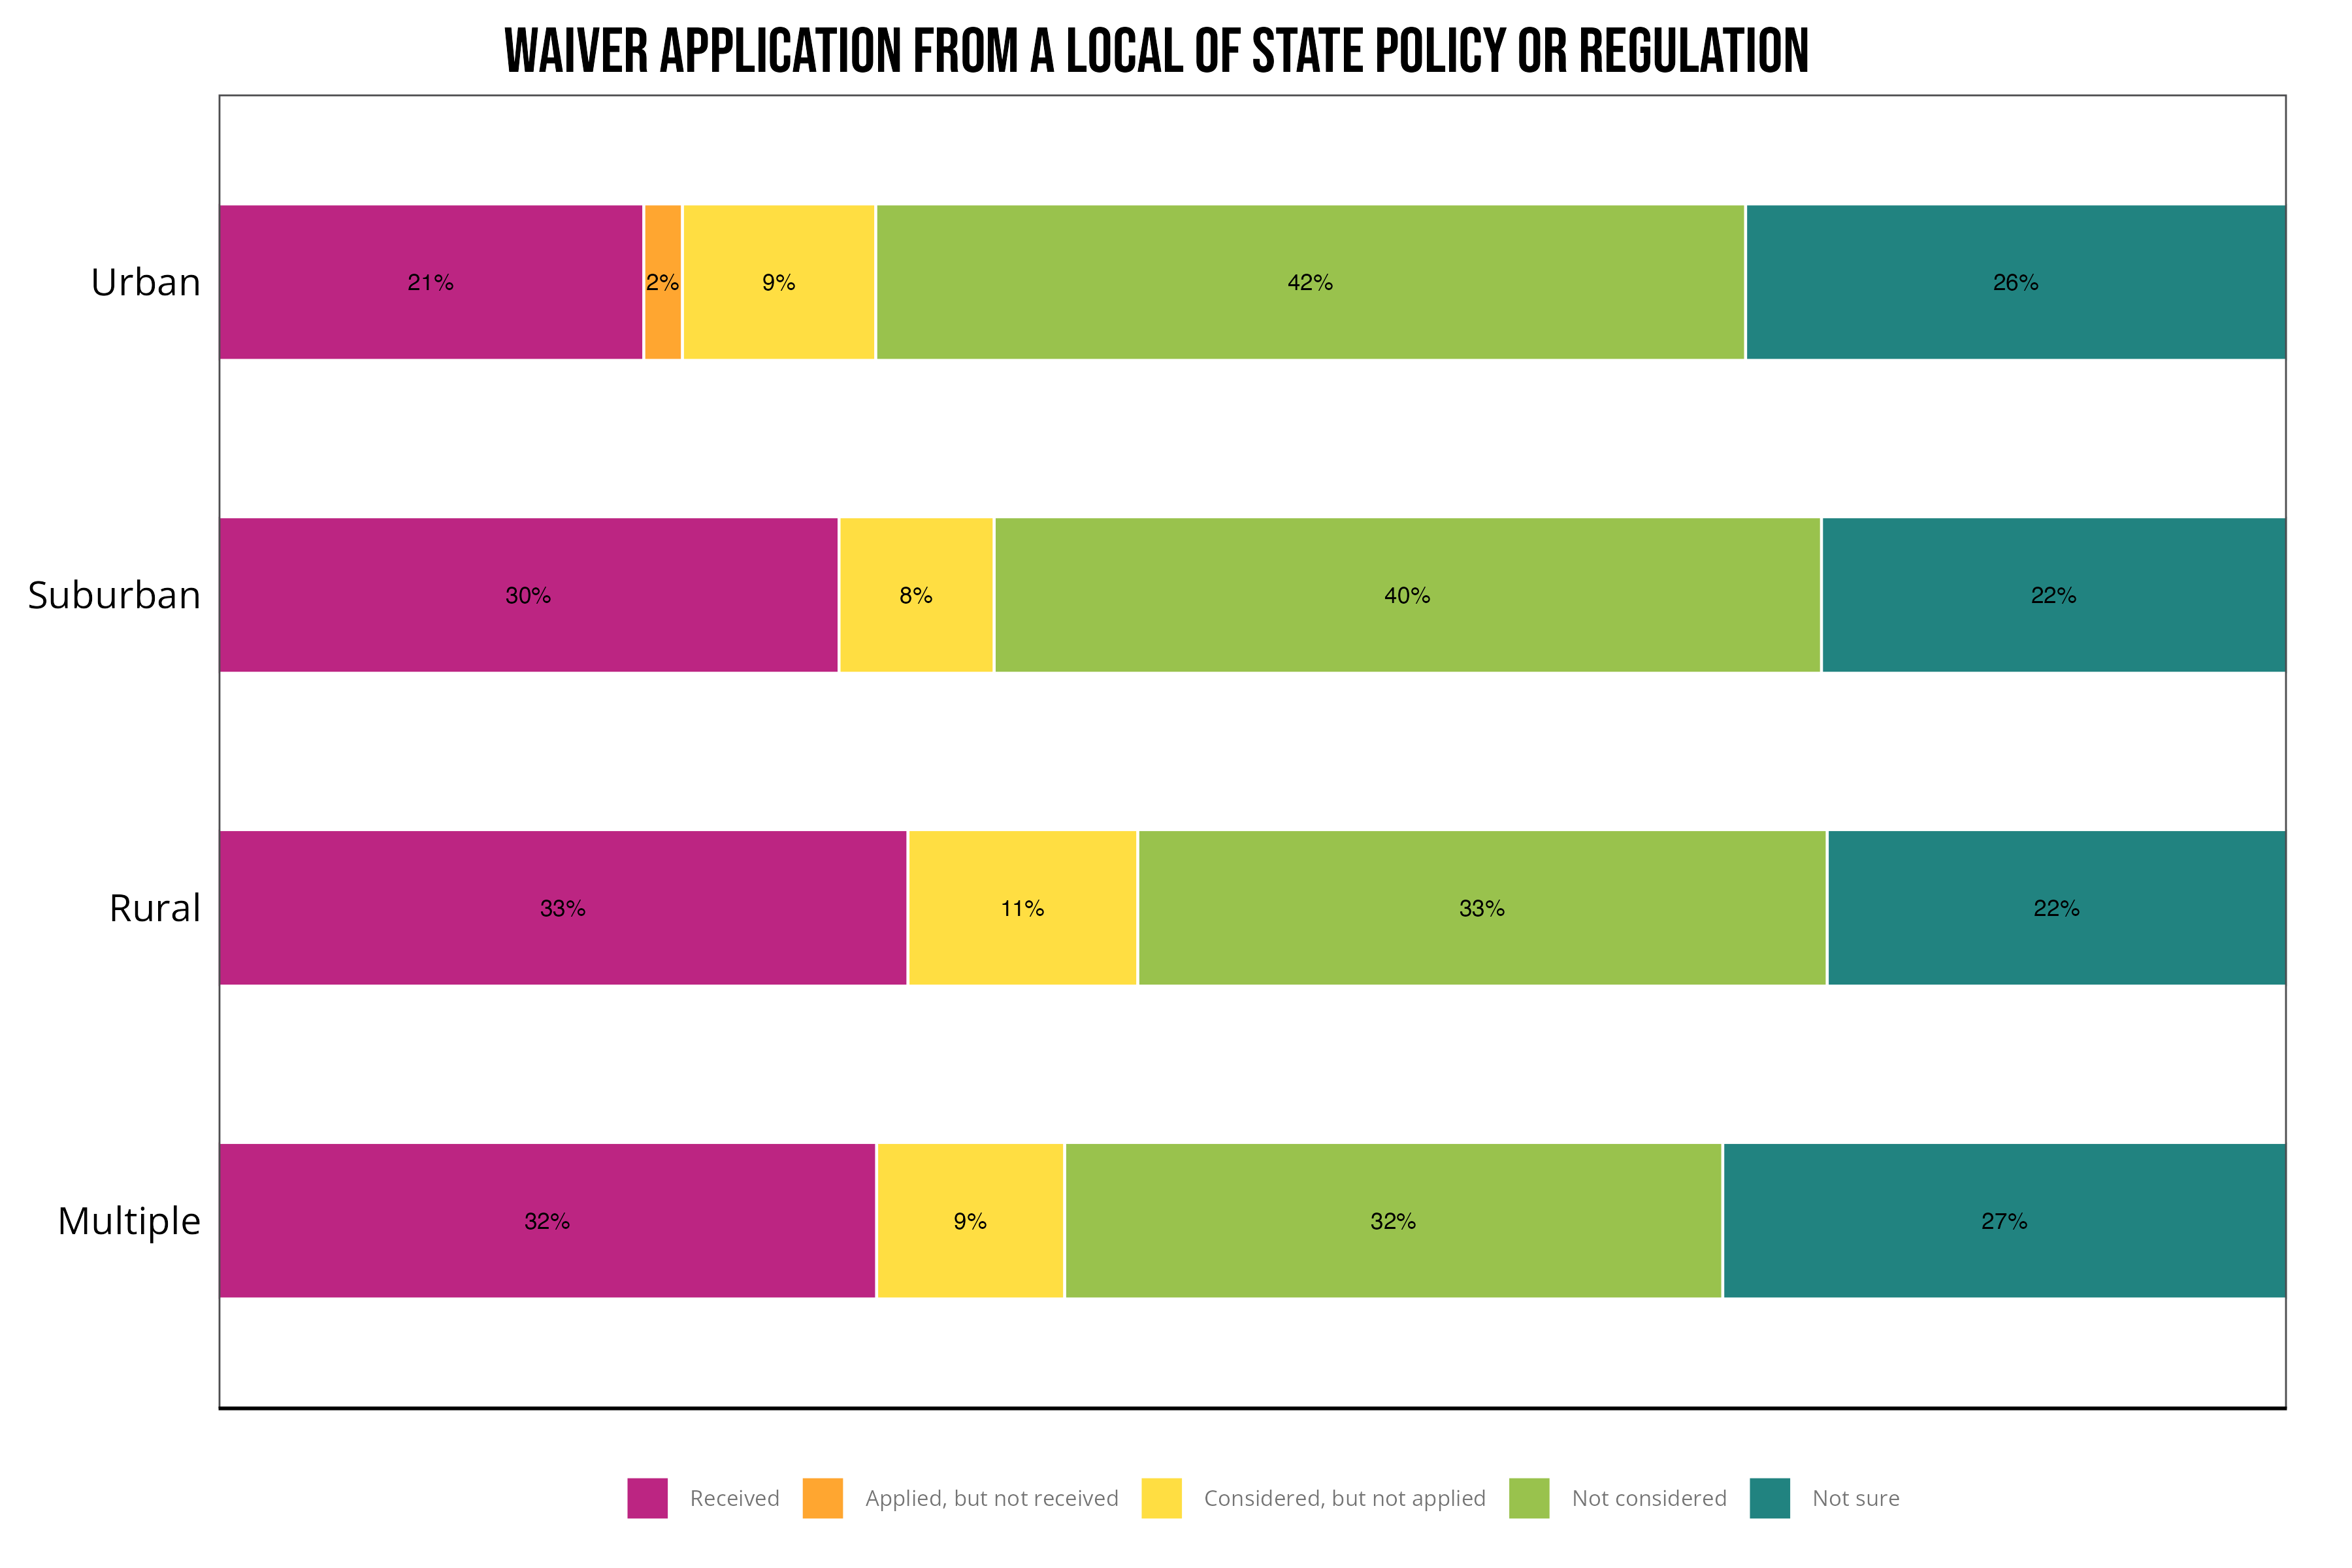 WAIVER APPLICATION FROM A LOCAL OF STATE POLICY OR REGULATION
Urban
21%
2%
9%
42%
26%
Suburban
30%
8%
40%
22%
Rural
33%
11%
33%
22%
Multiple
32%
9%
32%
27%
Received
Applied, but not received
Considered, but not applied
Not considered
Not sure